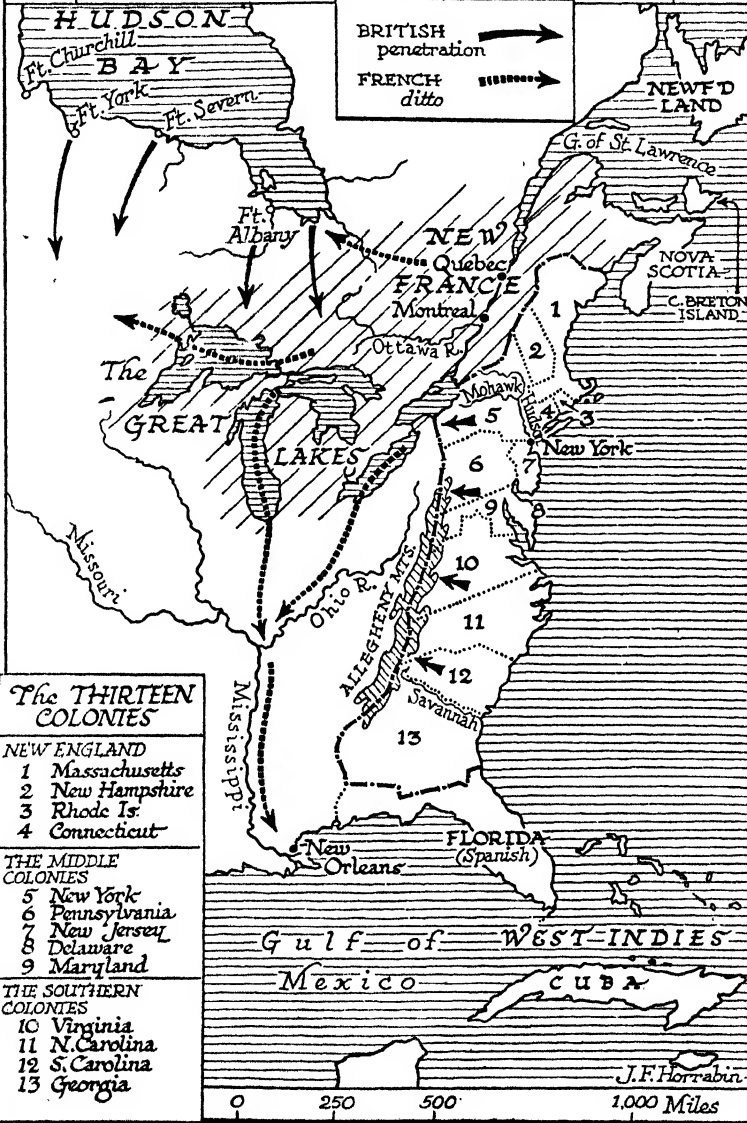 HUDSON
BAY
Ft. Churchill
Ft. York
Ft. Severn
BRITISH
penetration
FRENCH
ditto
NEWF'D
LAND
G. of St. Lawrence
Ft.
Albany
NEW
FRANCE
Quebec
Montreal
NOVA
SCOTIA
C. BRETON
ISLAND
Ottawa R.
The
GREAT
LAKES
Mohawk
Hudson
New York
1
2
3
4
5
6
7
8
9
10
11
12
13
Missouri
Ohio R.
ALLEGHENY MTS.
Savannah
Mississippi
New
Orleans
FLORIDA
(Spanish)
Gulf of
Mexico
WEST INDIES
CUBA
The THIRTEEN
COLONIES
NEW ENGLAND
1 Massachusetts
2 New Hampshire
3 Rhode Is.
4 Connecticut
THE MIDDLE
COLONIES
5 New York
6 Pennsylvania
7 New Jersey
8 Delaware
9 Maryland
THE SOUTHERN
COLONIES
10 Virginia
11 N. Carolina
12 S. Carolina
13 Georgia
J. F. Horrabin
0 250 500 1,000 Miles